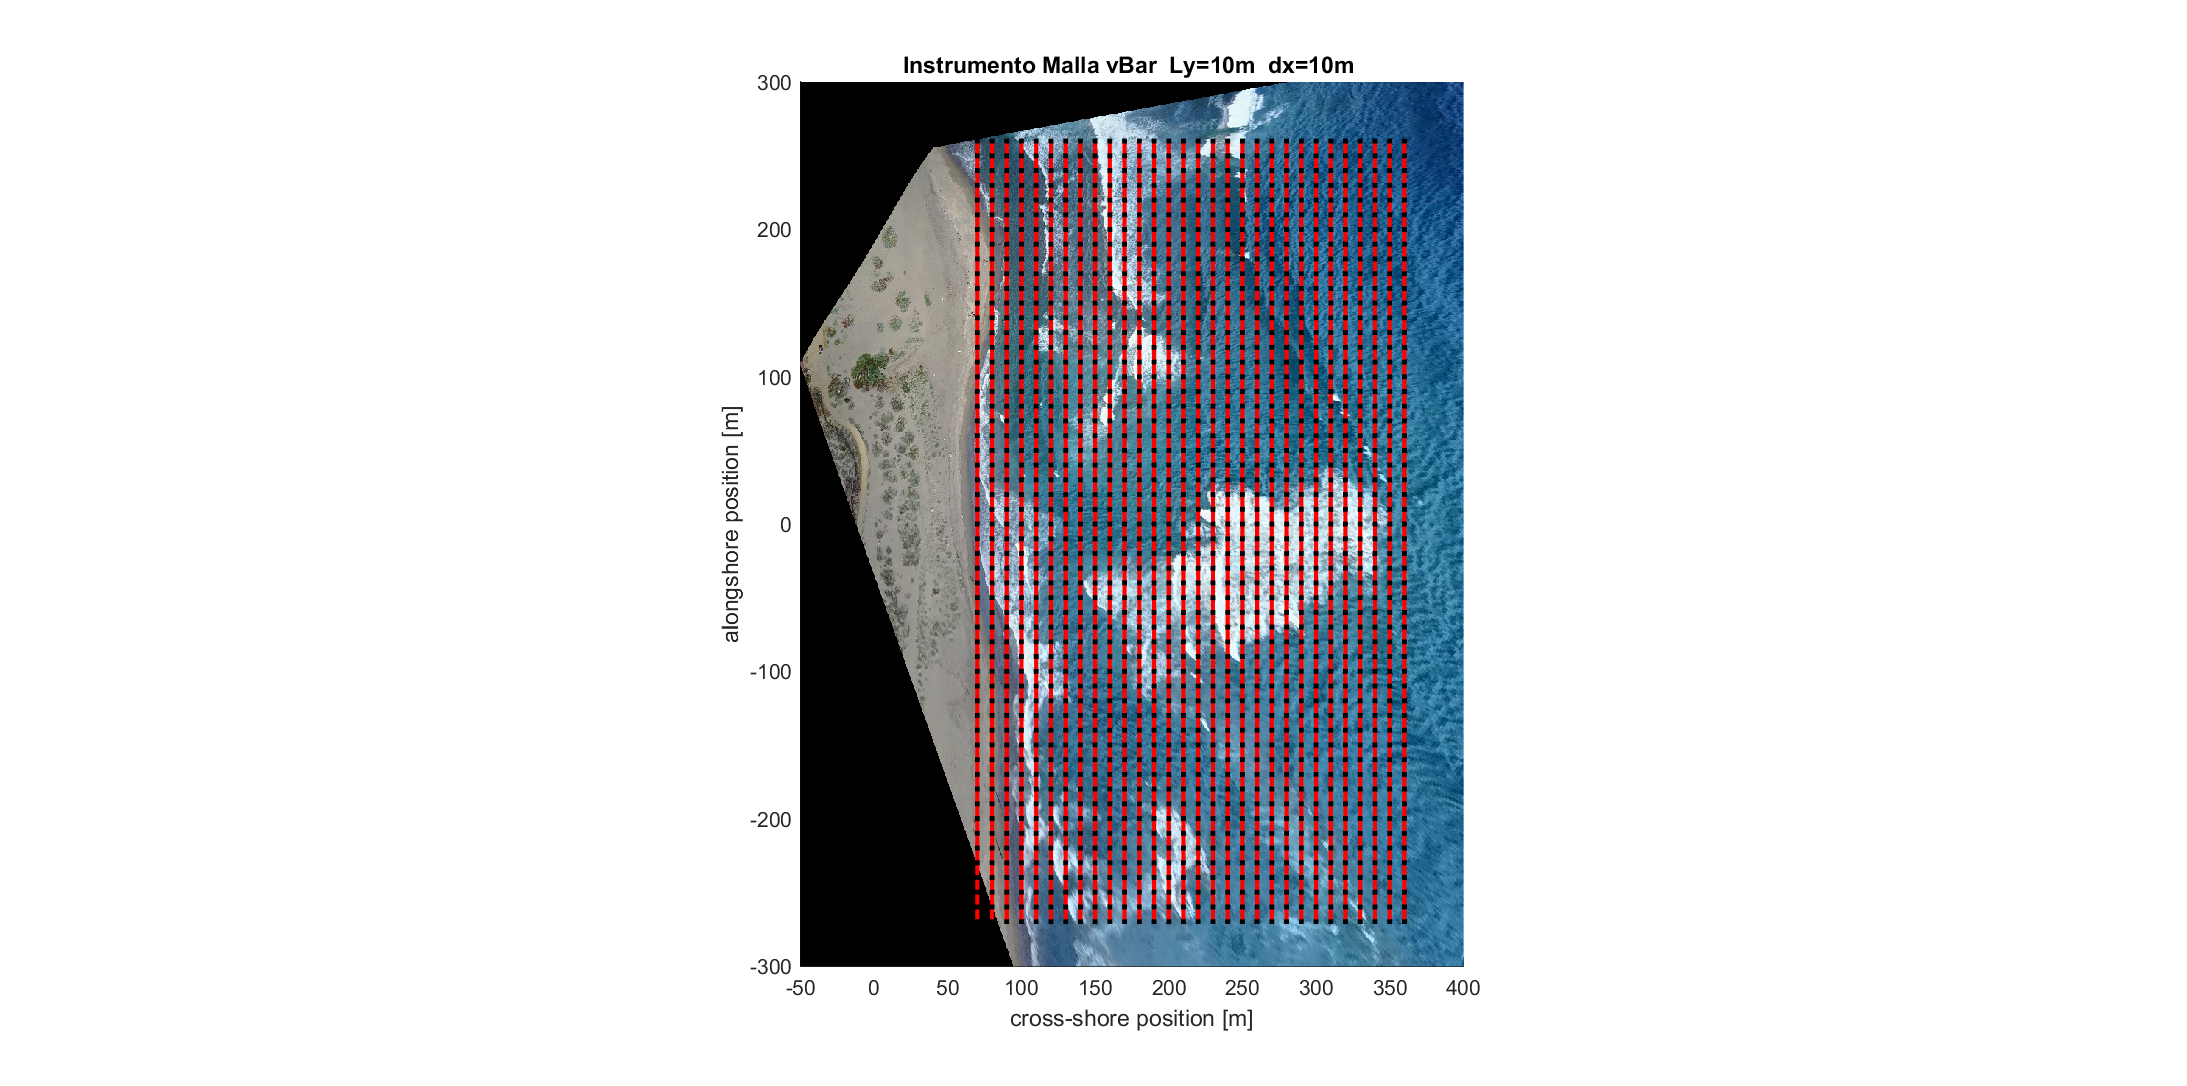 Instrumento Malla vBar  Ly=10m  dx=10m
300
200
100
0
-100
-200
-300
alongshore position [m]
-50 0 50 100 150 200 250 300 350 400
cross-shore position [m]